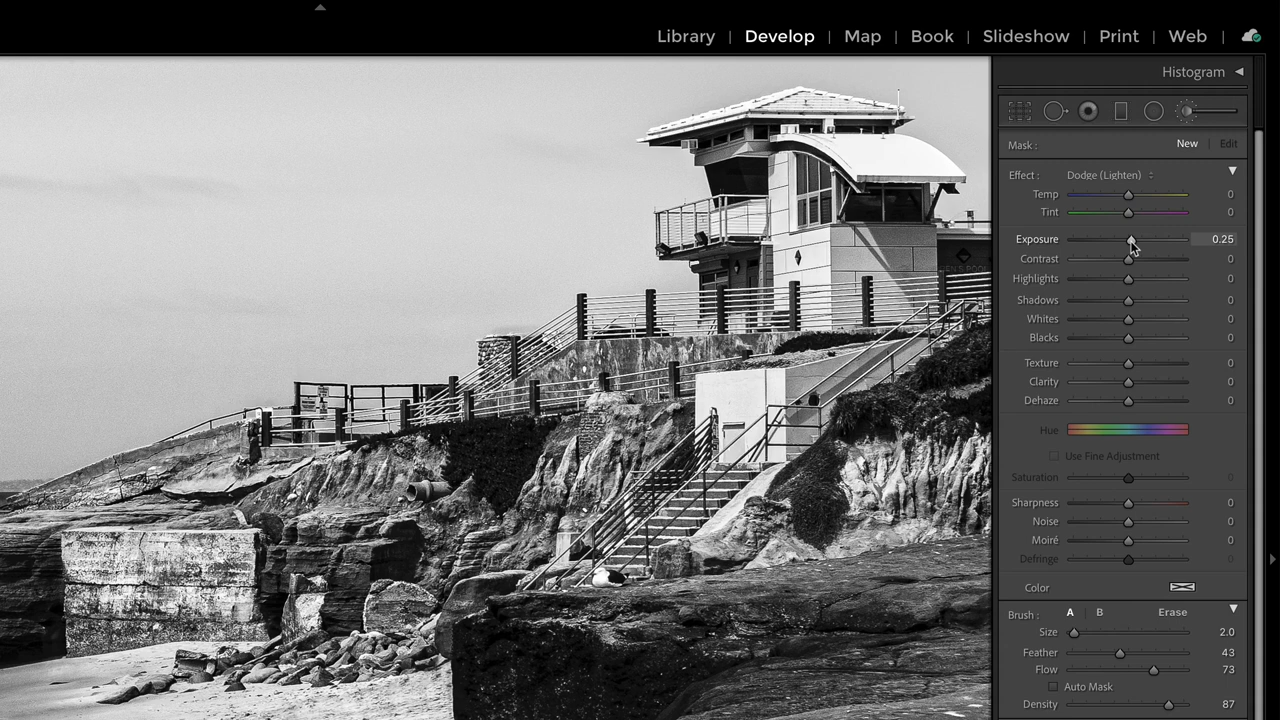 Library | Develop | Map | Book | Slideshow | Print | Web |
Histogram
Mask : New | Edit
Effect : Dodge (Lighten)
Temp 0
Tint 0
Exposure 0.25
Contrast 0
Highlights 0
Shadows 0
Whites 0
Blacks 0
Texture 0
Clarity 0
Dehaze 0
Hue
Use Fine Adjustment
Saturation 0
Sharpness 0
Noise 0
Moiré 0
Defringe 0
Color
Brush : A | B Erase
Size 2.0
Feather 43
Flow 73
Auto Mask
Density 87